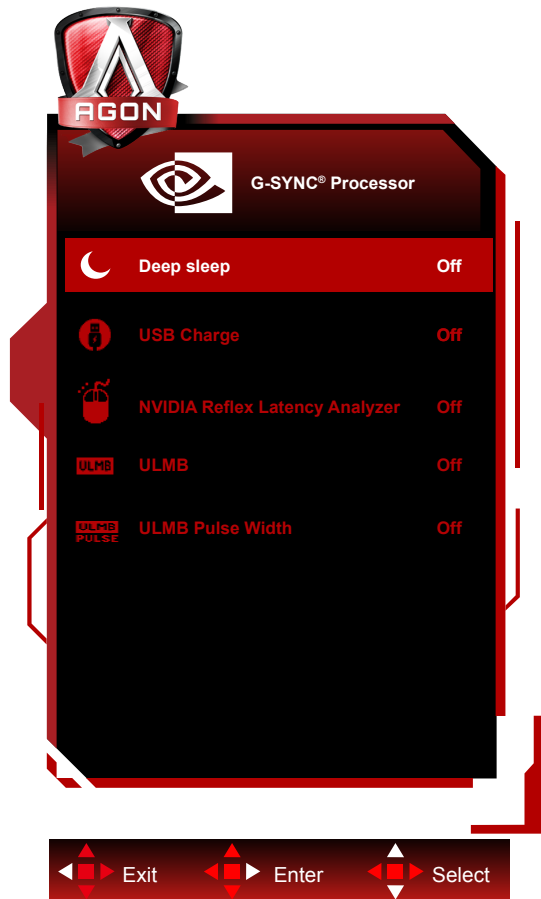 AGON
G-SYNC® Processor
Deep sleep Off
USB Charge Off
NVIDIA Reflex Latency Analyzer Off
ULMB ULMB Off
ULMB PULSE ULMB Pulse Width Off
Exit Enter Select